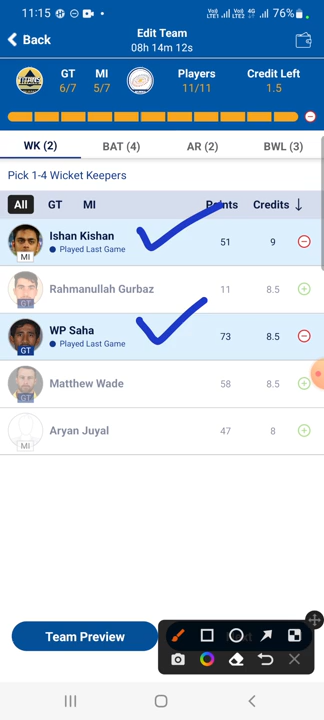 11:15 76%
Edit Team
Back
08h 14m 12s
GT MI Players Credit Left
6/7 5/7 11/11 1.5
WK (2) BAT (4) AR (2) BWL (3)
Pick 1-4 Wicket Keepers
All GT MI Points Credits ↓
Ishan Kishan 51 9
Played Last Game
MI
Rahmanullah Gurbaz 11 8.5
GT
WP Saha 73 8.5
Played Last Game
GT
Matthew Wade 58 8.5
GT
Aryan Juyal 47 8
MI
Team Preview